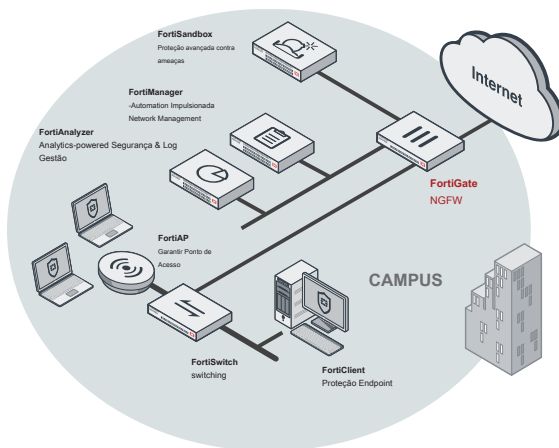 FortiSandbox
Proteção avançada contra
ameaças
Internet
FortiManager
-Automation Impulsionada
Network Management
FortiAnalyzer
Analytics-powered Segurança & Log
Gestão
FortiGate
NGFW
FortiAP
Garantir Ponto de
Acesso
CAMPUS
FortiSwitch
switching
FortiClient
Proteção Endpoint